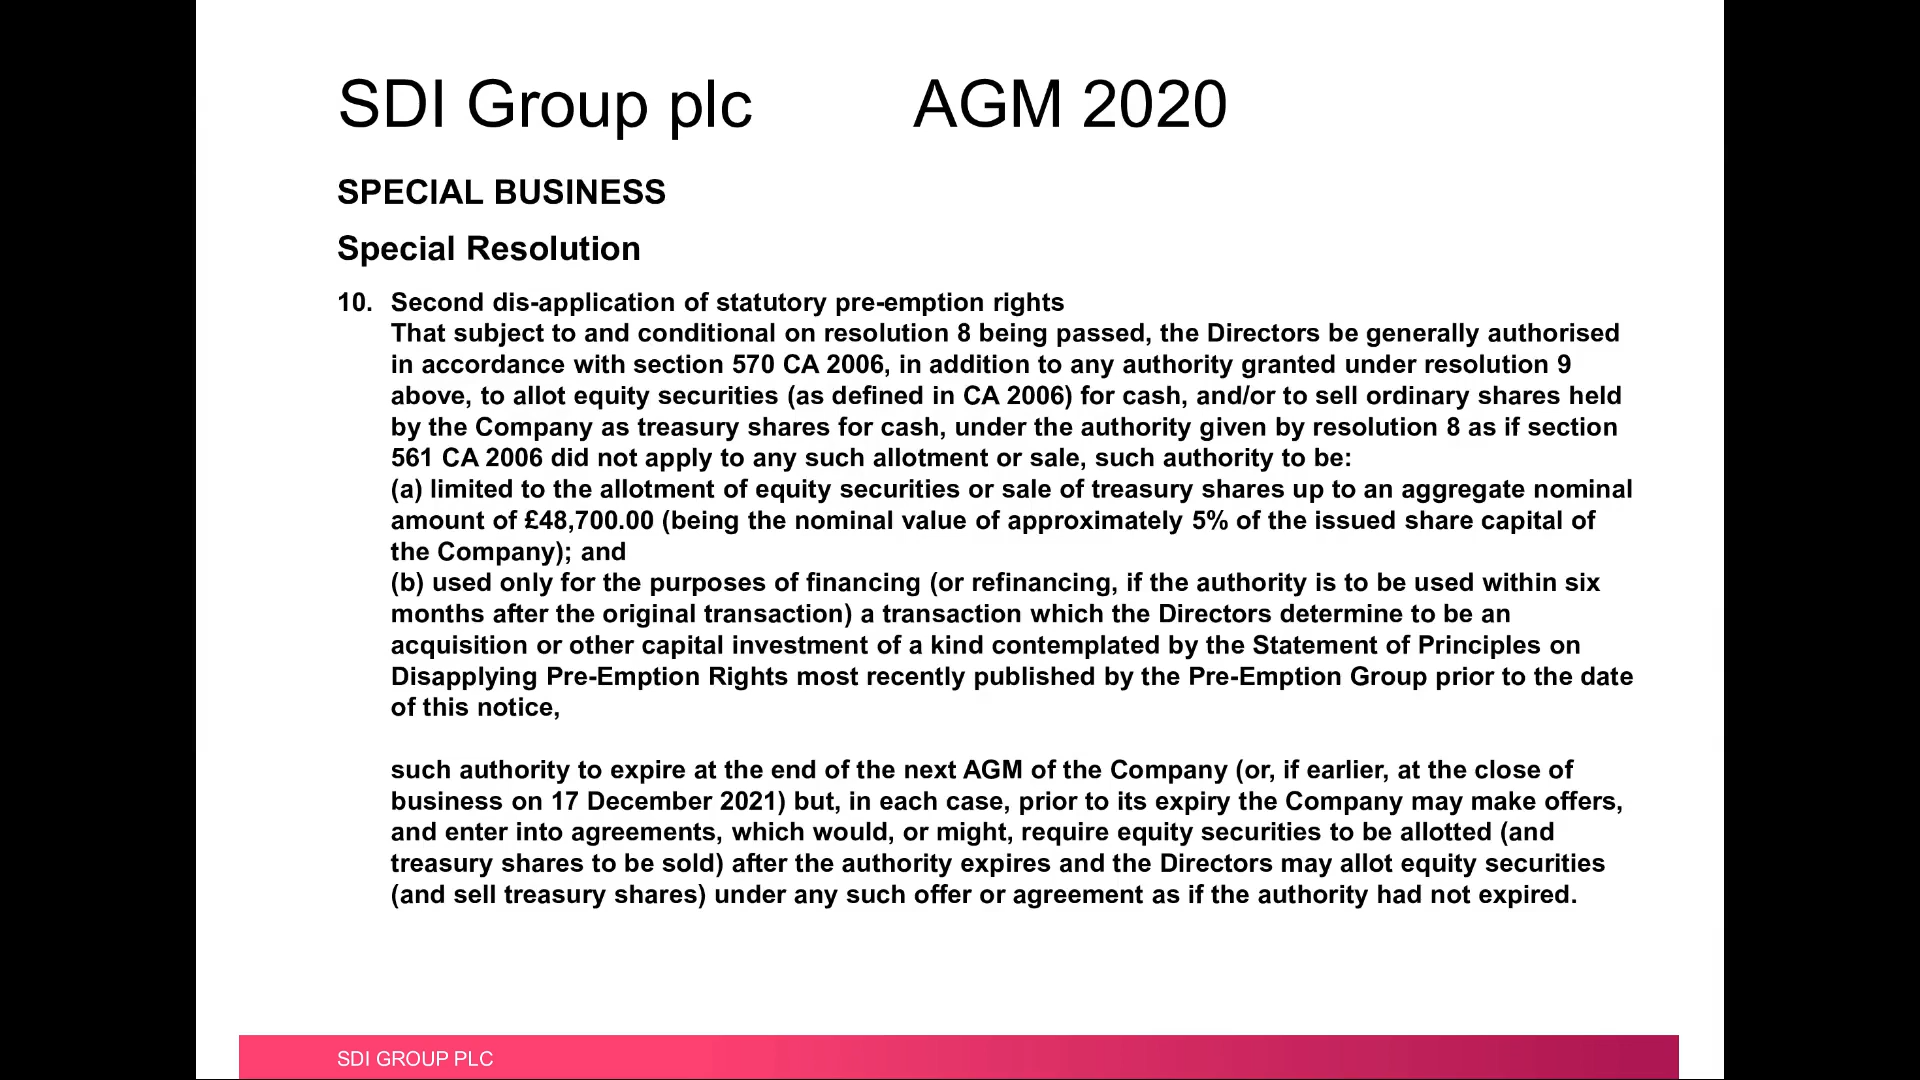 SDI Group plc AGM 2020
SPECIAL BUSINESS
Special Resolution
10. Second dis-application of statutory pre-emption rights
That subject to and conditional on resolution 8 being passed, the Directors be generally authorised
in accordance with section 570 CA 2006, in addition to any authority granted under resolution 9
above, to allot equity securities (as defined in CA 2006) for cash, and/or to sell ordinary shares held
by the Company as treasury shares for cash, under the authority given by resolution 8 as if section
561 CA 2006 did not apply to any such allotment or sale, such authority to be:
(a) limited to the allotment of equity securities or sale of treasury shares up to an aggregate nominal
amount of £48,700.00 (being the nominal value of approximately 5% of the issued share capital of
the Company); and
(b) used only for the purposes of financing (or refinancing, if the authority is to be used within six
months after the original transaction) a transaction which the Directors determine to be an
acquisition or other capital investment of a kind contemplated by the Statement of Principles on
Disapplying Pre-Emption Rights most recently published by the Pre-Emption Group prior to the date
of this notice,
such authority to expire at the end of the next AGM of the Company (or, if earlier, at the close of
business on 17 December 2021) but, in each case, prior to its expiry the Company may make offers,
and enter into agreements, which would, or might, require equity securities to be allotted (and
treasury shares to be sold) after the authority expires and the Directors may allot equity securities
(and sell treasury shares) under any such offer or agreement as if the authority had not expired.
SDI GROUP PLC